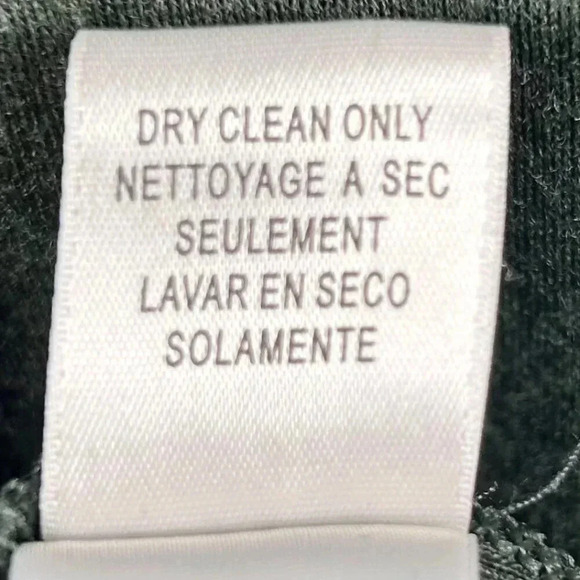 DRY CLEAN ONLY
NETTOYAGE A SEC
SEULEMENT
LAVAR EN SECO
SOLAMENTE